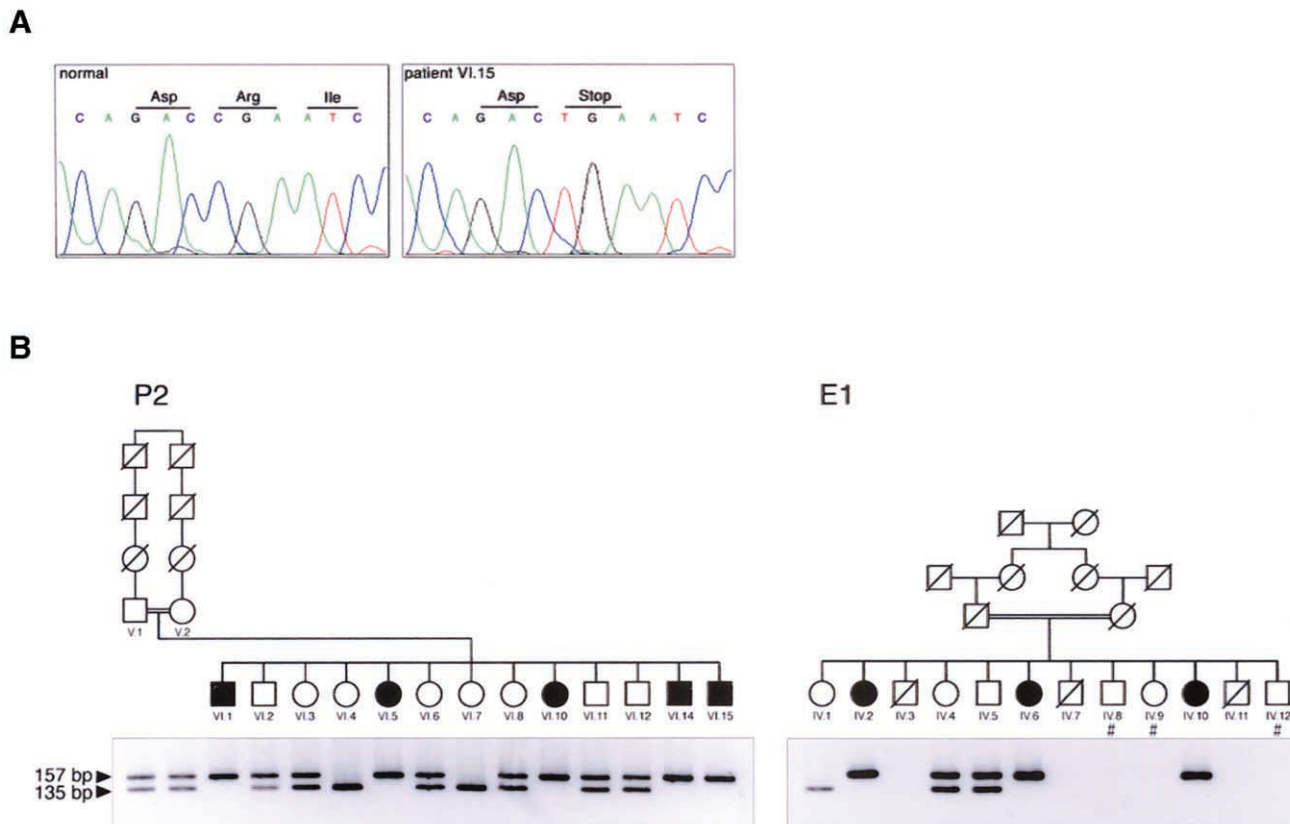 A
normal
Asp Arg Ile
C A G A C C G A A T C
patient VI.15
Asp Stop
C A G A C T G A A T C
B
P2
E1
V.1 V.2
VI.1 VI.2 VI.3 VI.4 VI.5 VI.6 VI.7 VI.8 VI.10 VI.11 VI.12 VI.14 VI.15
IV.1 IV.2 IV.3 IV.4 IV.5 IV.6 IV.7 IV.8 IV.9 IV.10 IV.11 IV.12
# # #
157 bp
135 bp